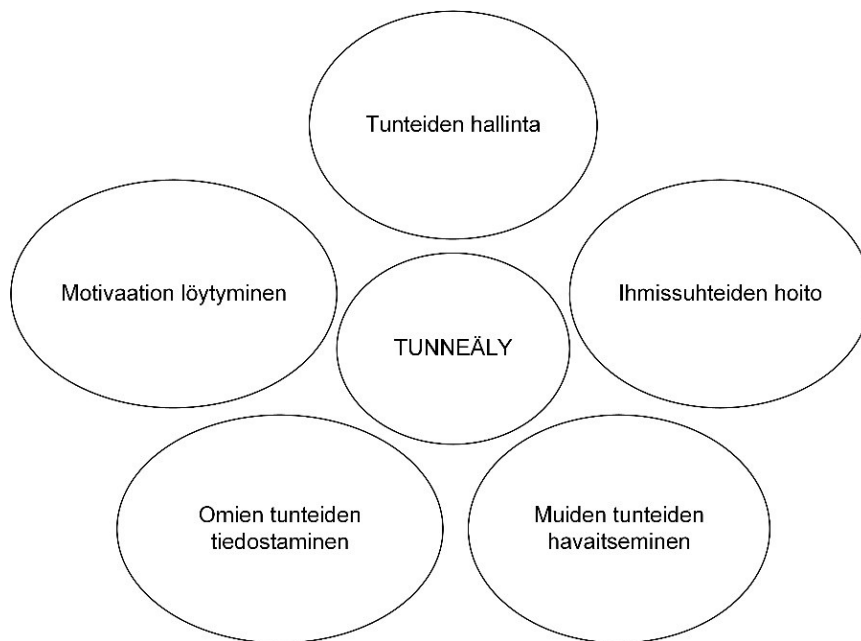 Tunteiden hallinta
Motivaation löytyminen
Ihmissuhteiden hoito
TUNNEÄLY
Omien tunteiden
tiedostaminen
Muiden tunteiden
havaitseminen